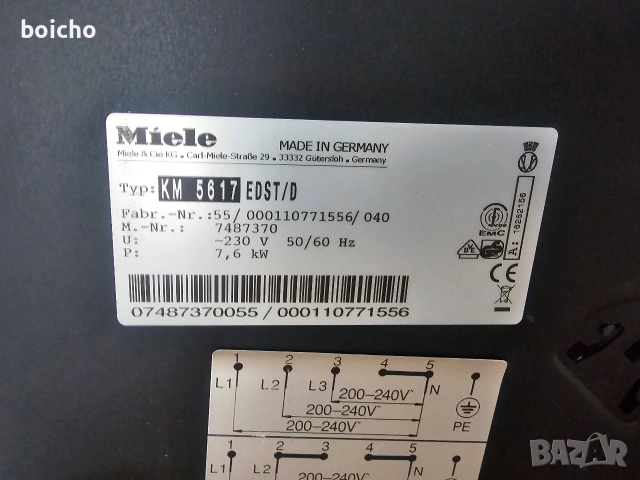 boicho
Miele
MADE IN GERMANY
Miele & Cie KG . Carl-Miele-Straße 29 . 33332 Gütersloh . Germany
Typ: KM 5617 EDST/D
Fabr.-Nr.:55/ 000110771556/ 040
M.-Nr.: 7487370
U: ~230 V 50/60 Hz
P: 7,6 kW
EMC
CE
A: 16282156
07487370055 / 000110771556
1 2 3 4 5
L1 L2 L3 N
200–240V~
200–240V~
200–240V~
PE
1 2 3 4 5
L1 L2 N
200–240V~
BAZAR